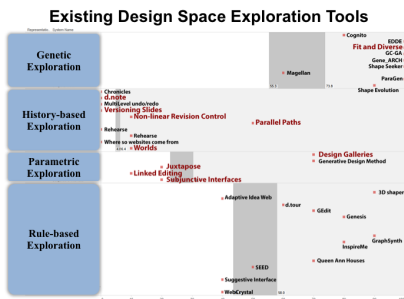 Existing Design Space Exploration Tools
Representatio. System Name
Cognito
EDDE
Genetic
Exploration
Fit and Diverse
GC-GA
Gene_ARCH
Shape Seeker
Magellan
ParaGen
Shape Evolution
Chronicles
d.note
MultiLevel undo/redo
Versioning Slides
History-based
Exploration
Non-linear Revision Control
Parallel Paths
Rehearse
Rehearse
Where so websites come from
Worlds
Design Galleries
Generative Design Method
Parametric
Exploration
Juxtapose
Linked Editing
Subjunctive Interfaces
3D shaper
Adaptive Idea Web
d.tour
GEdit
Genesis
Rule-based
Exploration
GraphSynth
InspireMe
Queen Ann Houses
SEED
Suggestive Interface
WebCrystal